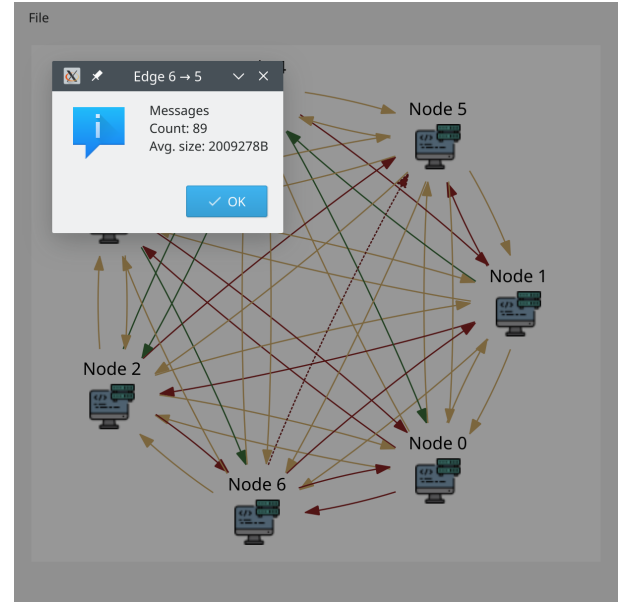 File
Edge 6 → 5
Messages
Count: 89
Avg. size: 2009278B
OK
Node 5
Node 1
Node 2
Node 0
Node 6